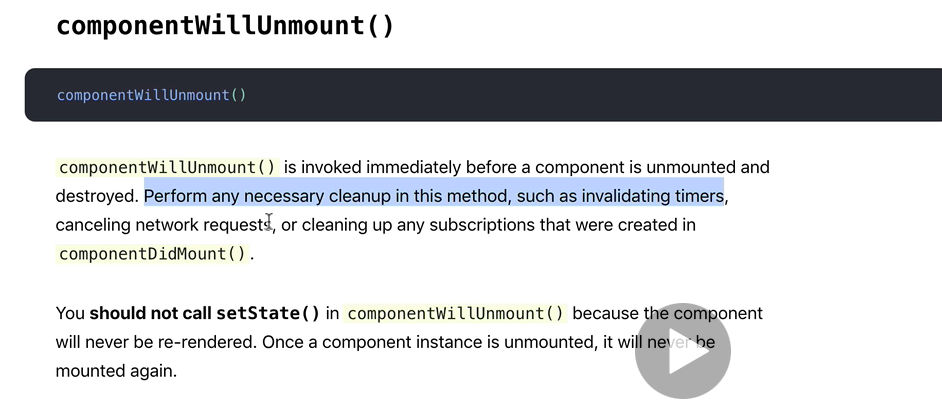 componentWillUnmount()
componentWillUnmount()
componentWillUnmount() is invoked immediately before a component is unmounted and
destroyed. Perform any necessary cleanup in this method, such as invalidating timers,
canceling network requests, or cleaning up any subscriptions that were created in
componentDidMount().
You should not call setState() in componentWillUnmount() because the component
will never be re-rendered. Once a component instance is unmounted, it will never be
mounted again.